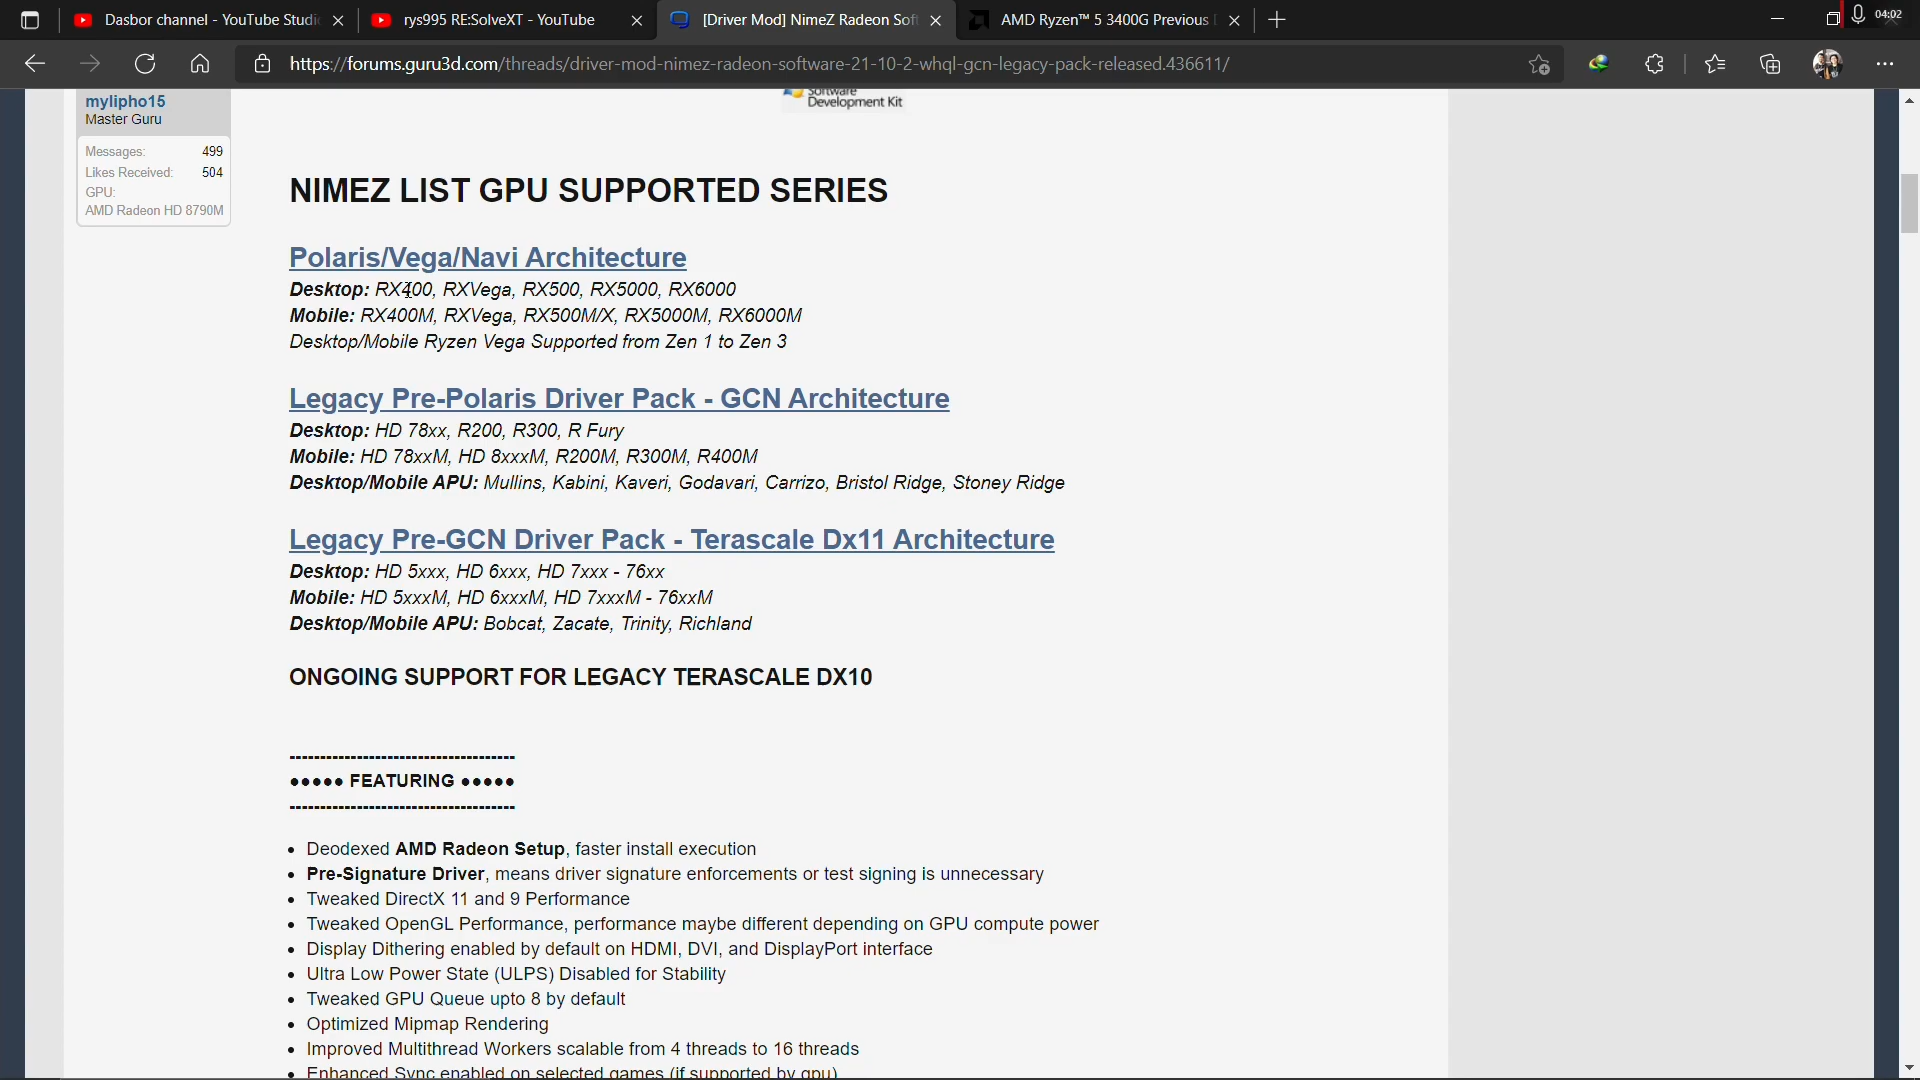 Dasbor channel - YouTube Studi
rys995 RE:SolveXT - YouTube
[Driver Mod] NimeZ Radeon Sof
AMD Ryzen™ 5 3400G Previous
04:02
https://forums.guru3d.com/threads/driver-mod-nimez-radeon-software-21-10-2-whql-gcn-legacy-pack-released.436611/
mylipho15
Master Guru
Messages: 499
Likes Received: 504
GPU:
AMD Radeon HD 8790M
Software
Development Kit
NIMEZ LIST GPU SUPPORTED SERIES
Polaris/Vega/Navi Architecture
Desktop: RX400, RXVega, RX500, RX5000, RX6000
Mobile: RX400M, RXVega, RX500M/X, RX5000M, RX6000M
Desktop/Mobile Ryzen Vega Supported from Zen 1 to Zen 3
Legacy Pre-Polaris Driver Pack - GCN Architecture
Desktop: HD 78xx, R200, R300, R Fury
Mobile: HD 78xxM, HD 8xxxM, R200M, R300M, R400M
Desktop/Mobile APU: Mullins, Kabini, Kaveri, Godavari, Carrizo, Bristol Ridge, Stoney Ridge
Legacy Pre-GCN Driver Pack - Terascale Dx11 Architecture
Desktop: HD 5xxx, HD 6xxx, HD 7xxx - 76xx
Mobile: HD 5xxxM, HD 6xxxM, HD 7xxxM - 76xxM
Desktop/Mobile APU: Bobcat, Zacate, Trinity, Richland
ONGOING SUPPORT FOR LEGACY TERASCALE DX10
------------------------------------
●●●●● FEATURING ●●●●●
------------------------------------
• Deodexed AMD Radeon Setup, faster install execution
• Pre-Signature Driver, means driver signature enforcements or test signing is unnecessary
• Tweaked DirectX 11 and 9 Performance
• Tweaked OpenGL Performance, performance maybe different depending on GPU compute power
• Display Dithering enabled by default on HDMI, DVI, and DisplayPort interface
• Ultra Low Power State (ULPS) Disabled for Stability
• Tweaked GPU Queue upto 8 by default
• Optimized Mipmap Rendering
• Improved Multithread Workers scalable from 4 threads to 16 threads
• Enhanced Sync enabled on selected games (if supported by gpu)